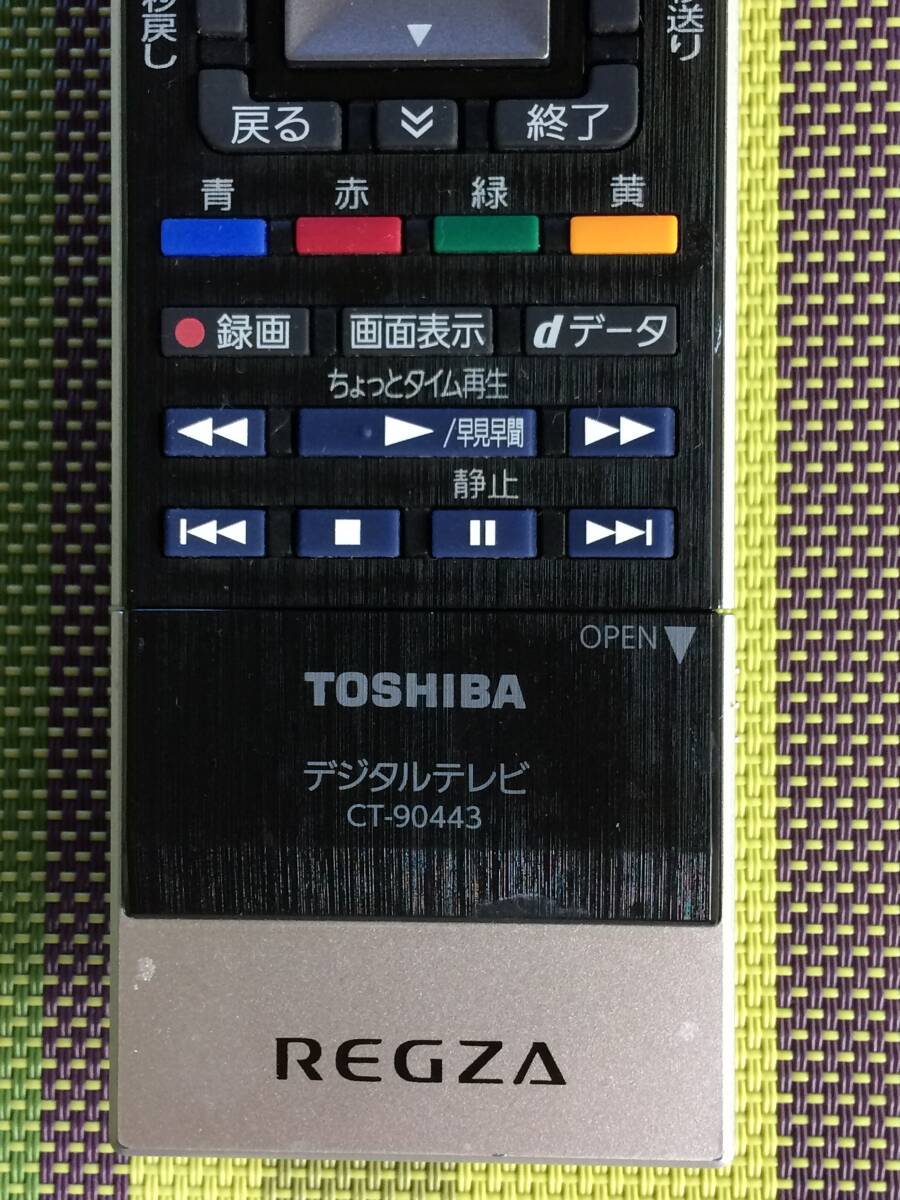 秒戻し
送り
戻る
終了
青 赤 緑 黄
録画 画面表示 dデータ
ちょっとタイム再生
/早見早聞
静止
OPEN
TOSHIBA
デジタルテレビ
CT-90443
REGZA